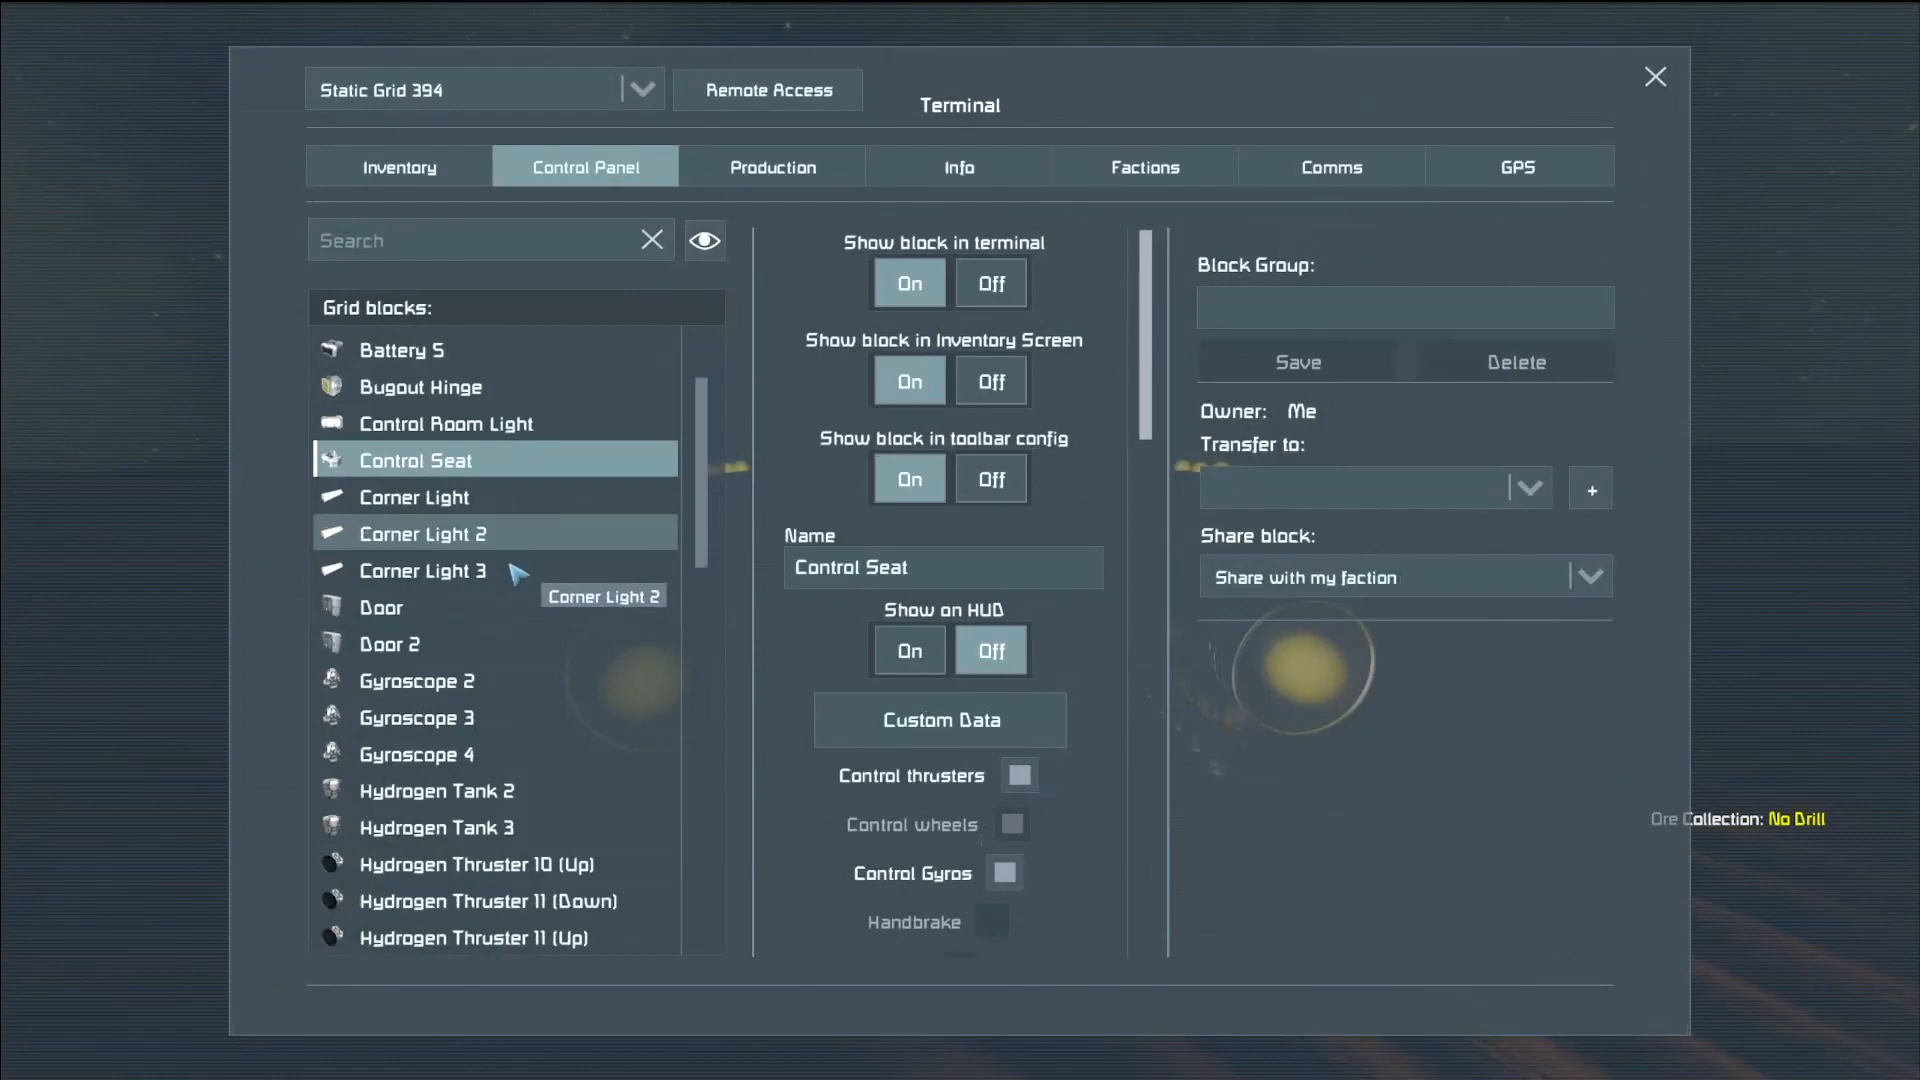 Static Grid 394
Remote Access
Terminal
Inventory
Control Panel
Production
Info
Factions
Comms
GPS
Search
Grid blocks:
Battery 5
Bugout Hinge
Control Room Light
Control Seat
Corner Light
Corner Light 2
Corner Light 3
Corner Light 2
Door
Door 2
Gyroscope 2
Gyroscope 3
Gyroscope 4
Hydrogen Tank 2
Hydrogen Tank 3
Hydrogen Thruster 10 (Up)
Hydrogen Thruster 11 (Down)
Hydrogen Thruster 11 (Up)
Show block in terminal
On Off
Show block in Inventory Screen
On Off
Show block in toolbar config
On Off
Name
Control Seat
Show on HUD
On Off
Custom Data
Control thrusters
Control wheels
Control Gyros
Handbrake
Block Group:
Save Delete
Owner: Me
Transfer to:
+
Share block:
Share with my faction
Ore Collection: No Drill